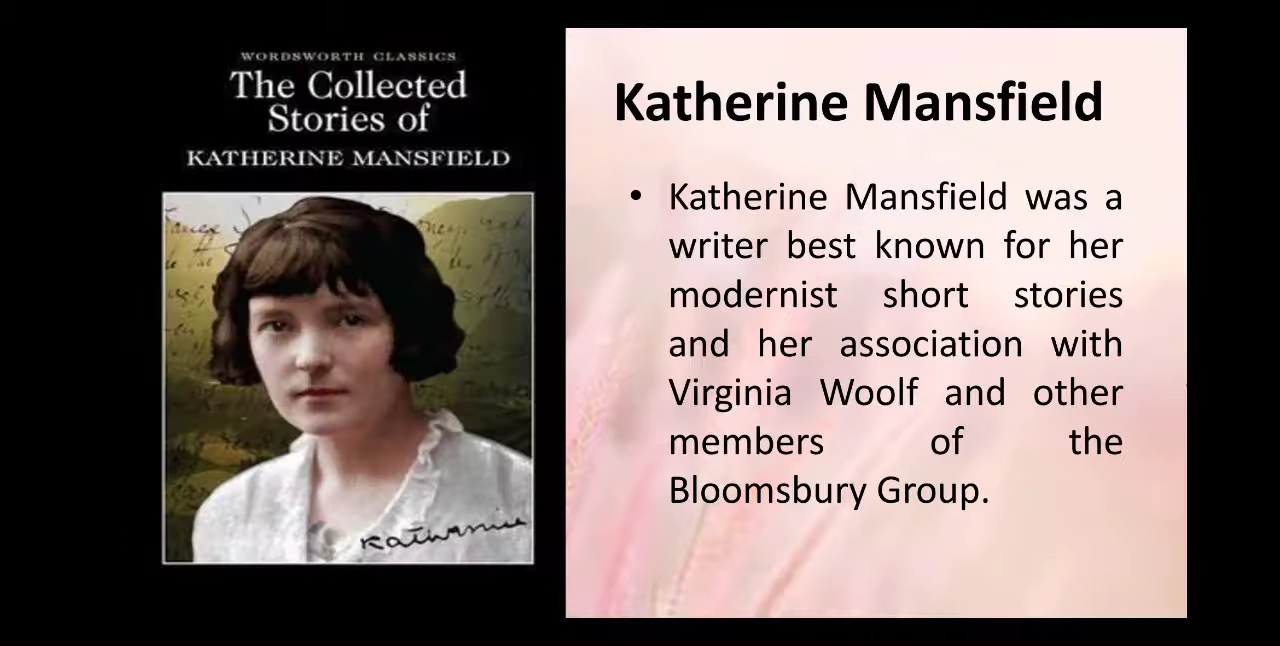 WORDSWORTH CLASSICS
The Collected
Stories of
KATHERINE MANSFIELD
Katherine Mansfield
• Katherine Mansfield was a
writer best known for her
modernist short stories
and her association with
Virginia Woolf and other
members of the
Bloomsbury Group.